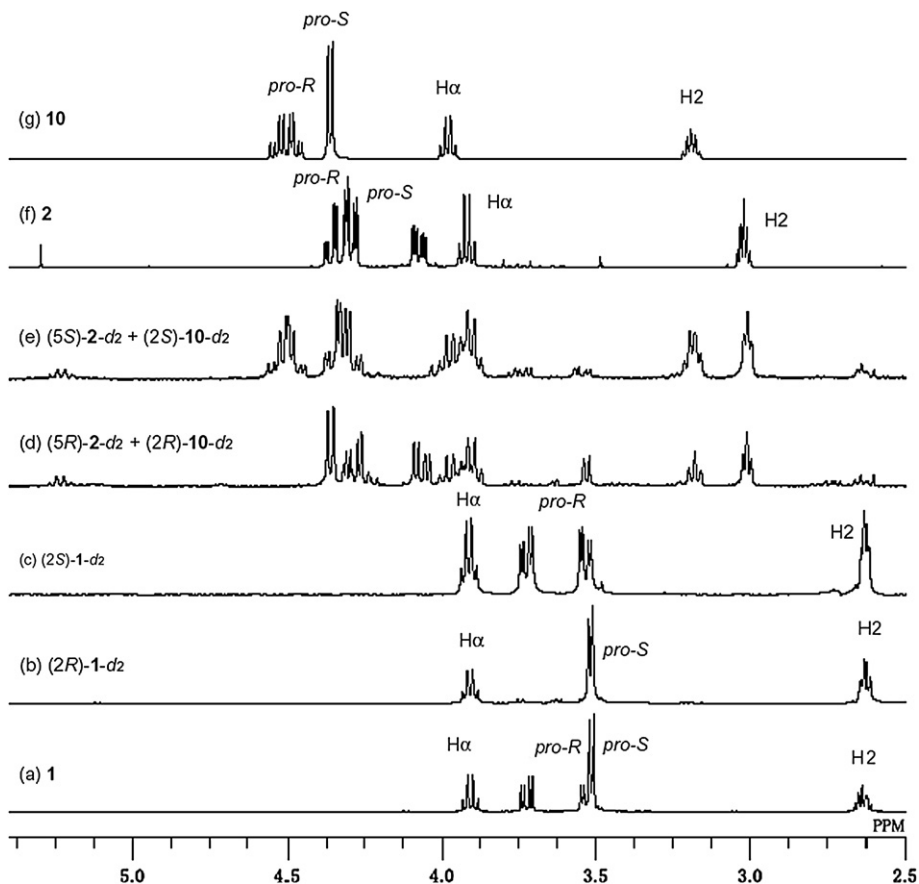 pro-S
pro-R
Hα
H2
(g) 10
pro-R
pro-S
Hα
H2
(f) 2
(e) (5S)-2-d2 + (2S)-10-d2
(d) (5R)-2-d2 + (2R)-10-d2
Hα
pro-R
H2
(c) (2S)-1-d2
Hα
pro-S
H2
(b) (2R)-1-d2
Hα
pro-R
pro-S
H2
(a) 1
PPM
5.0 4.5 4.0 3.5 3.0 2.5